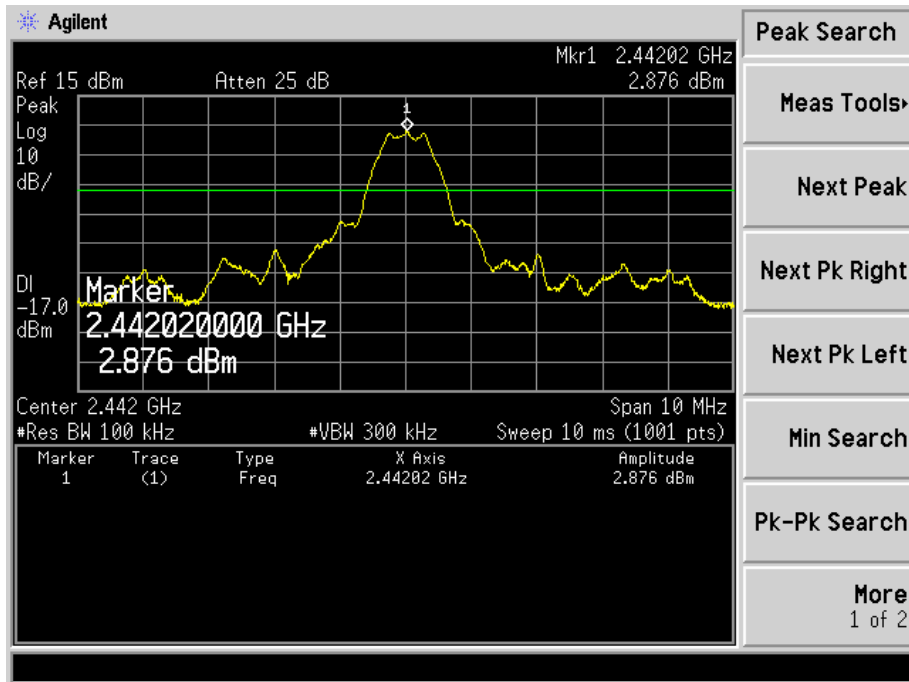 Agilent
Peak Search
Mkr1 2.44202 GHz
Ref 15 dBm Atten 25 dB 2.876 dBm
Peak
Log
10
dB/
1
DI
-17.0
dBm
Marker
2.442020000 GHz
2.876 dBm
Center 2.442 GHz Span 10 MHz
#Res BW 100 kHz #VBW 300 kHz Sweep 10 ms (1001 pts)
Marker Trace Type X Axis Amplitude
1 (1) Freq 2.44202 GHz 2.876 dBm
Meas Tools
Next Peak
Next Pk Right
Next Pk Left
Min Search
Pk-Pk Search
More
1 of 2